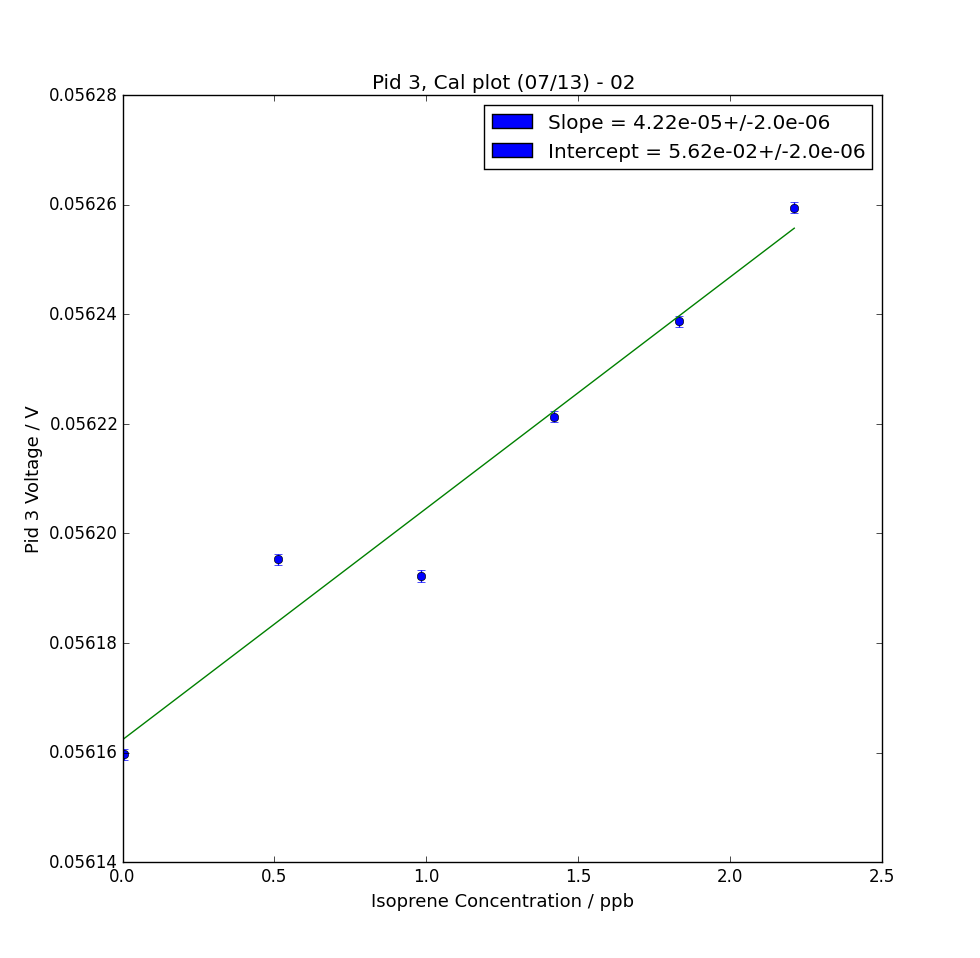 Pid 3, Cal plot (07/13) - 02
Slope = 4.22e-05+/-2.0e-06
Intercept = 5.62e-02+/-2.0e-06
0.05628
0.05626
0.05624
0.05622
0.05620
0.05618
0.05616
0.05614
Pid 3 Voltage / V
0.0 0.5 1.0 1.5 2.0 2.5
Isoprene Concentration / ppb